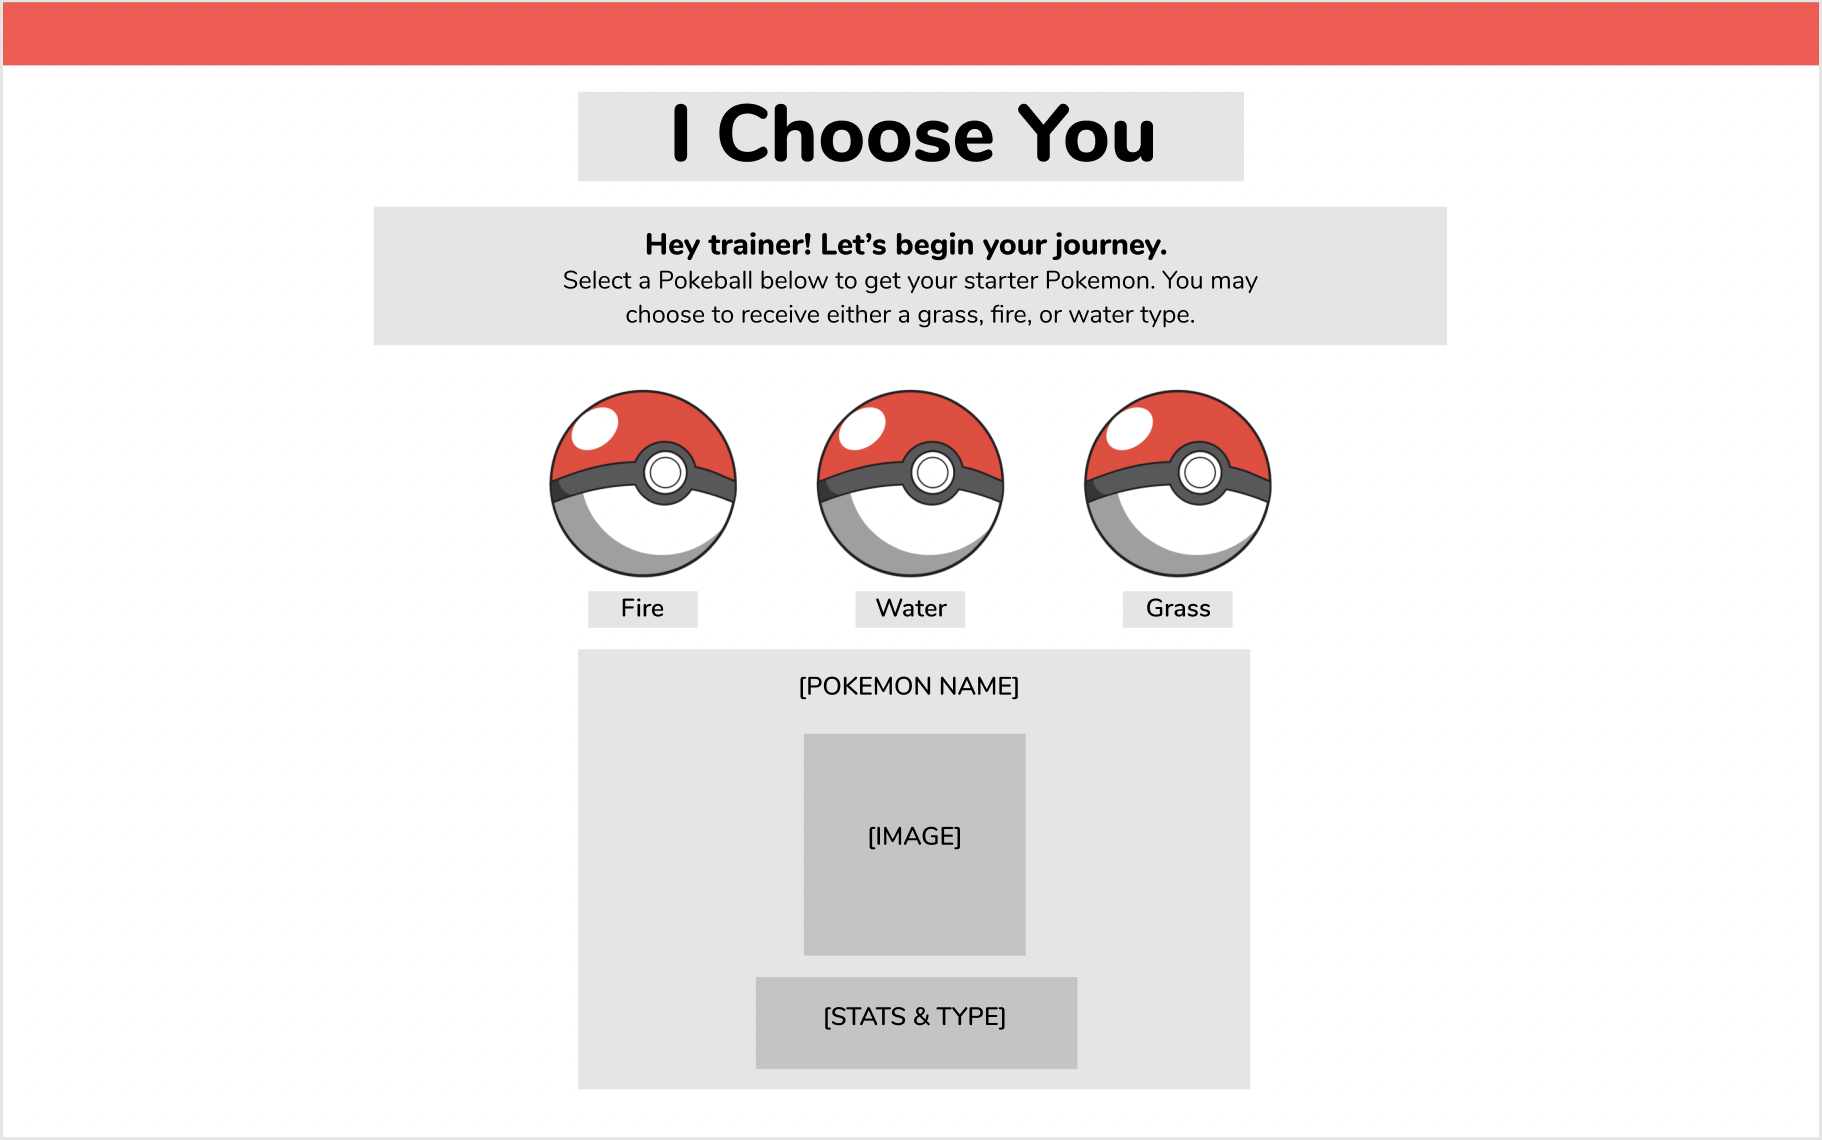 I Choose You
Hey trainer! Let’s begin your journey.
Select a Pokeball below to get your starter Pokemon. You may
choose to receive either a grass, fire, or water type.
Fire
Water
Grass
[POKEMON NAME]
[IMAGE]
[STATS & TYPE]